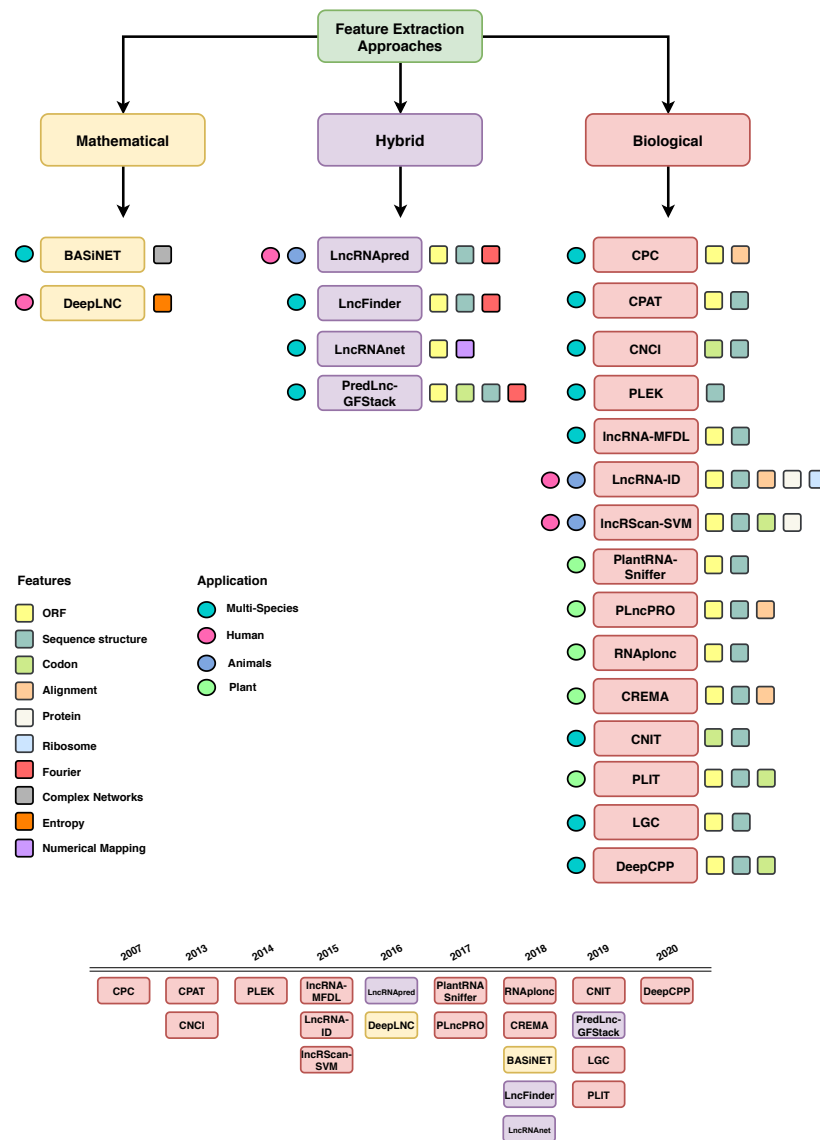 Feature Extraction
Approaches
Mathematical
Hybrid
Biological
BASiNET
DeepLNC
LncRNApred
LncFinder
LncRNAnet
PredLnc-
GFStack
CPC
CPAT
CNCI
PLEK
lncRNA-MFDL
LncRNA-ID
lncRScan-SVM
PlantRNA-
Sniffer
PLncPRO
RNAplonc
CREMA
CNIT
PLIT
LGC
DeepCPP
Features
ORF
Sequence structure
Codon
Alignment
Protein
Ribosome
Fourier
Complex Networks
Entropy
Numerical Mapping
Application
Multi-Species
Human
Animals
Plant
2007
2013
2014
2015
2016
2017
2018
2019
2020
CPC
CPAT
PLEK
lncRNA-
MFDL
LncRNApred
PlantRNA
Sniffer
RNAplonc
CNIT
DeepCPP
CNCI
LncRNA-
ID
DeepLNC
PLncPRO
CREMA
PredLnc-
GFStack
lncRScan-
SVM
BASiNET
LGC
LncFinder
PLIT
LncRNAnet